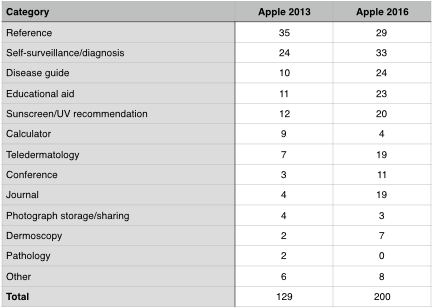 Category Apple 2013 Apple 2016
Reference 35 29
Self-surveillance/diagnosis 24 33
Disease guide 10 24
Educational aid 11 23
Sunscreen/UV recommendation 12 20
Calculator 9 4
Teledermatology 7 19
Conference 3 11
Journal 4 19
Photograph storage/sharing 4 3
Dermoscopy 2 7
Pathology 2 0
Other 6 8
Total 129 200